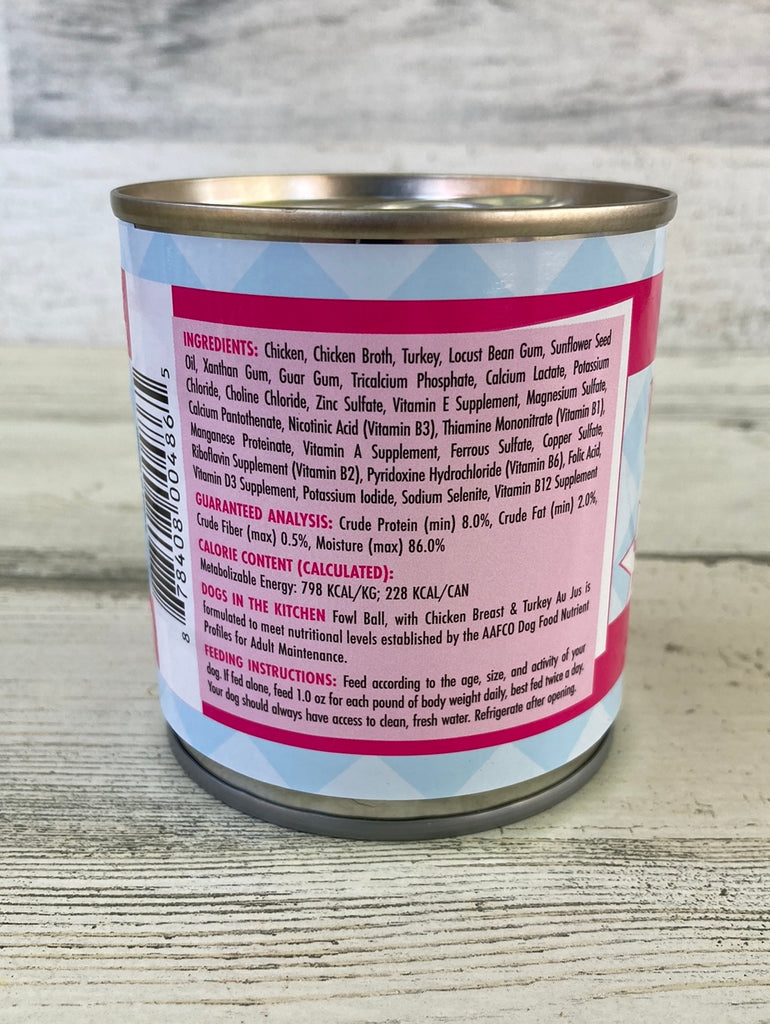 INGREDIENTS: Chicken, Chicken Broth, Turkey, Locust Bean Gum, Sunflower Seed
Oil, Xanthan Gum, Guar Gum, Tricalcium Phosphate, Calcium Lactate, Potassium
Chloride, Choline Chloride, Zinc Sulfate, Vitamin E Supplement, Magnesium Sulfate,
Calcium Pantothenate, Nicotinic Acid (Vitamin B3), Thiamine Mononitrate (Vitamin B1),
Manganese Proteinate, Vitamin A Supplement, Ferrous Sulfate, Copper Sulfate,
Riboflavin Supplement (Vitamin B2), Pyridoxine Hydrochloride (Vitamin B6), Folic Acid,
Vitamin D3 Supplement, Potassium Iodide, Sodium Selenite, Vitamin B12 Supplement
GUARANTEED ANALYSIS: Crude Protein (min) 8.0%, Crude Fat (min) 2.0%,
Crude Fiber (max) 0.5%, Moisture (max) 86.0%
CALORIE CONTENT (CALCULATED):
Metabolizable Energy: 798 KCAL/KG; 228 KCAL/CAN
DOGS IN THE KITCHEN Fowl Ball, with Chicken Breast & Turkey Au Jus is
formulated to meet nutritional levels established by the AAFCO Dog Food Nutrient
Profiles for Adult Maintenance.
FEEDING INSTRUCTIONS: Feed according to the age, size, and activity of your
dog. If fed alone, feed 1.0 oz for each pound of body weight daily, best fed twice a day.
Your dog should always have access to clean, fresh water. Refrigerate after opening.
8 78408 00486 5